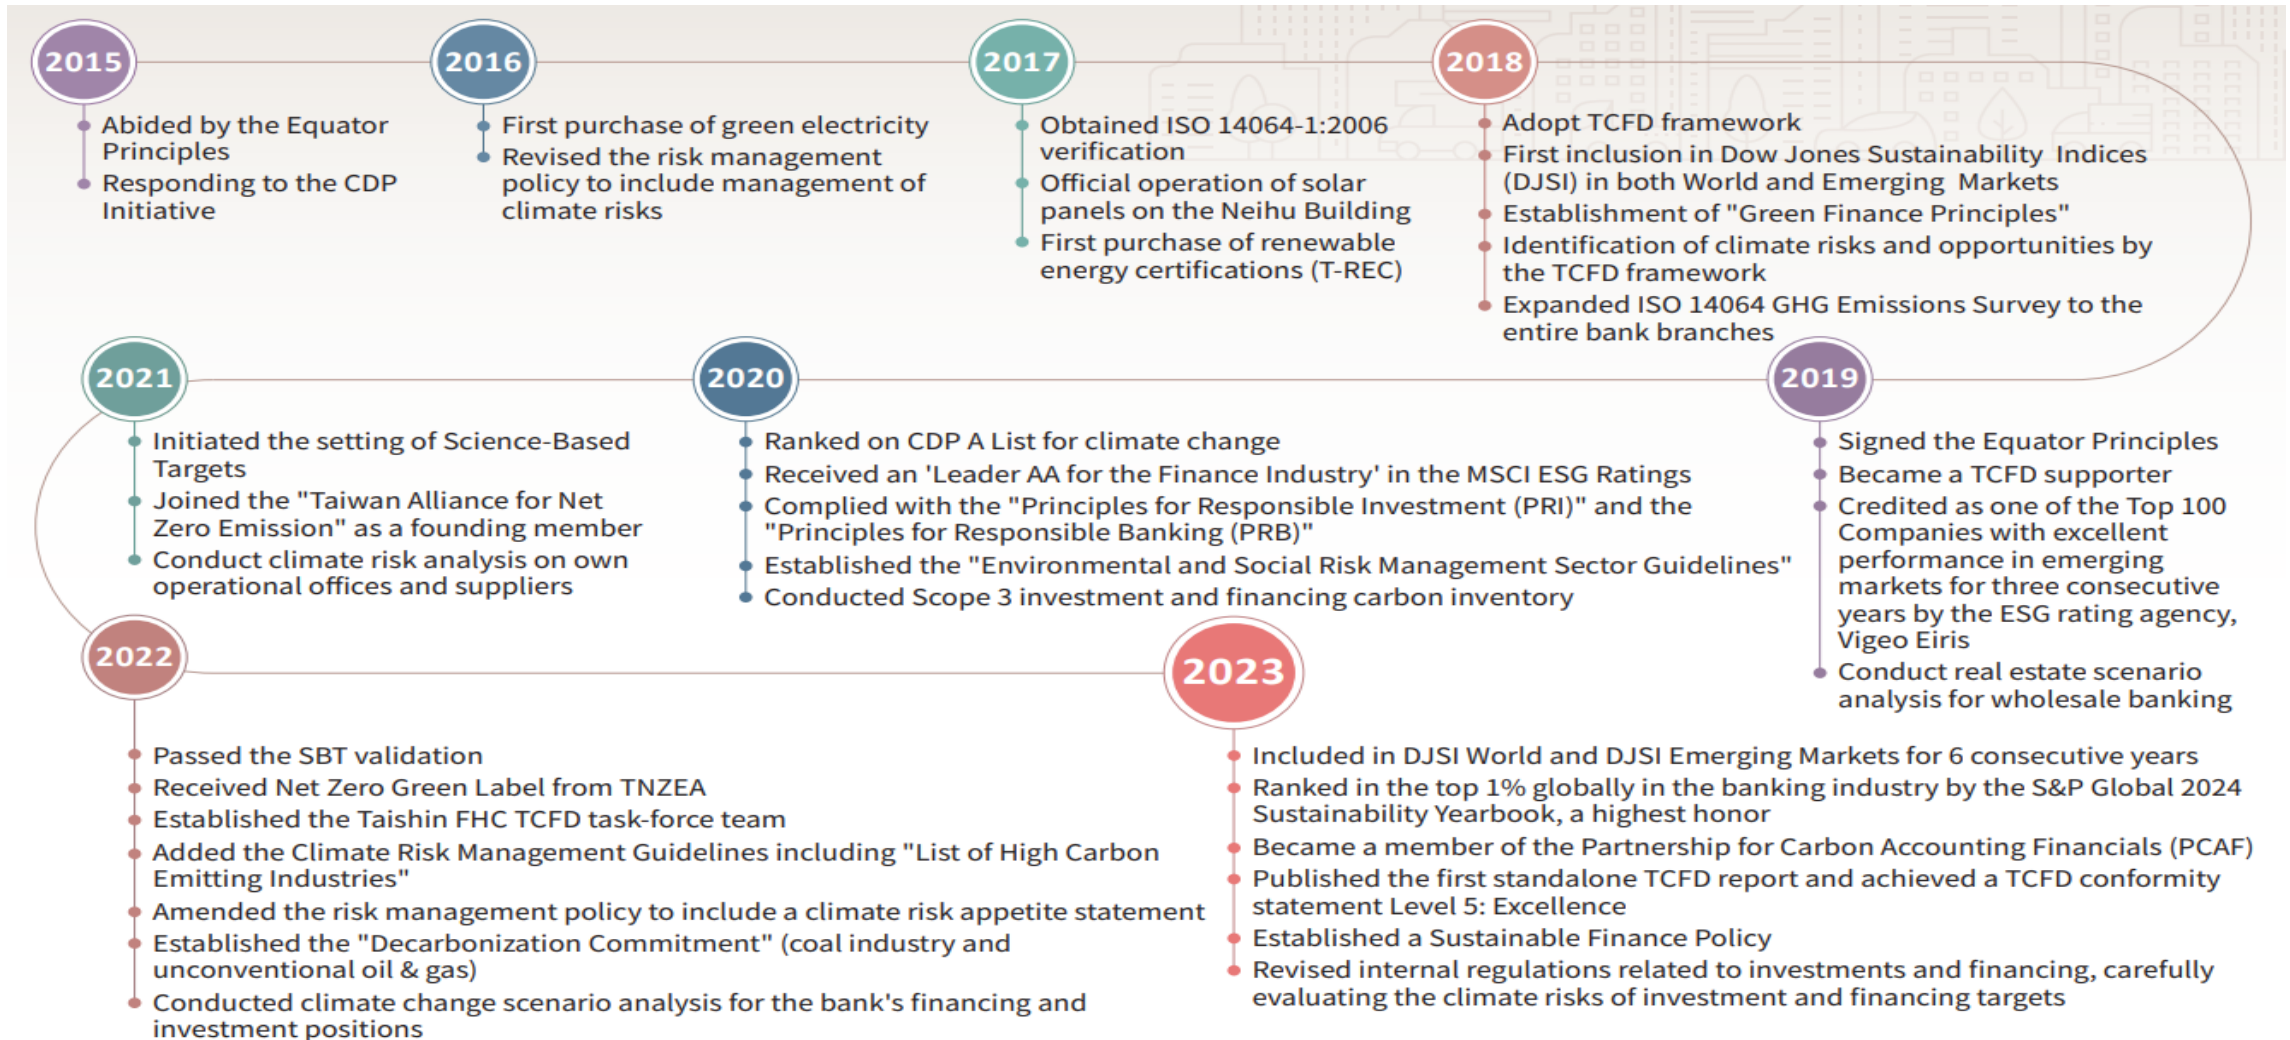 2015
Abided by the Equator
Principles
Responding to the CDP
Initiative
2016
First purchase of green electricity
Revised the risk management
policy to include management of
climate risks
2017
Obtained ISO 14064-1:2006
verification
Official operation of solar
panels on the Neihu Building
First purchase of renewable
energy certifications (T-REC)
2018
Adopt TCFD framework
First inclusion in Dow Jones Sustainability Indices
(DJSI) in both World and Emerging Markets
Establishment of "Green Finance Principles"
Identification of climate risks and opportunities by
the TCFD framework
Expanded ISO 14064 GHG Emissions Survey to the
entire bank branches
2019
Signed the Equator Principles
Became a TCFD supporter
Credited as one of the Top 100
Companies with excellent
performance in emerging
markets for three consecutive
years by the ESG rating agency,
Vigeo Eiris
Conduct real estate scenario
analysis for wholesale banking
2020
Ranked on CDP A List for climate change
Received an 'Leader AA for the Finance Industry' in the MSCI ESG Ratings
Complied with the "Principles for Responsible Investment (PRI)" and the
"Principles for Responsible Banking (PRB)"
Established the "Environmental and Social Risk Management Sector Guidelines"
Conducted Scope 3 investment and financing carbon inventory
2021
Initiated the setting of Science-Based
Targets
Joined the "Taiwan Alliance for Net
Zero Emission" as a founding member
Conduct climate risk analysis on own
operational offices and suppliers
2022
Passed the SBT validation
Received Net Zero Green Label from TNZEA
Established the Taishin FHC TCFD task-force team
Added the Climate Risk Management Guidelines including "List of High Carbon
Emitting Industries"
Amended the risk management policy to include a climate risk appetite statement
Established the "Decarbonization Commitment" (coal industry and
unconventional oil & gas)
Conducted climate change scenario analysis for the bank's financing and
investment positions
2023
Included in DJSI World and DJSI Emerging Markets for 6 consecutive years
Ranked in the top 1% globally in the banking industry by the S&P Global 2024
Sustainability Yearbook, a highest honor
Became a member of the Partnership for Carbon Accounting Financials (PCAF)
Published the first standalone TCFD report and achieved a TCFD conformity
statement Level 5: Excellence
Established a Sustainable Finance Policy
Revised internal regulations related to investments and financing, carefully
evaluating the climate risks of investment and financing targets